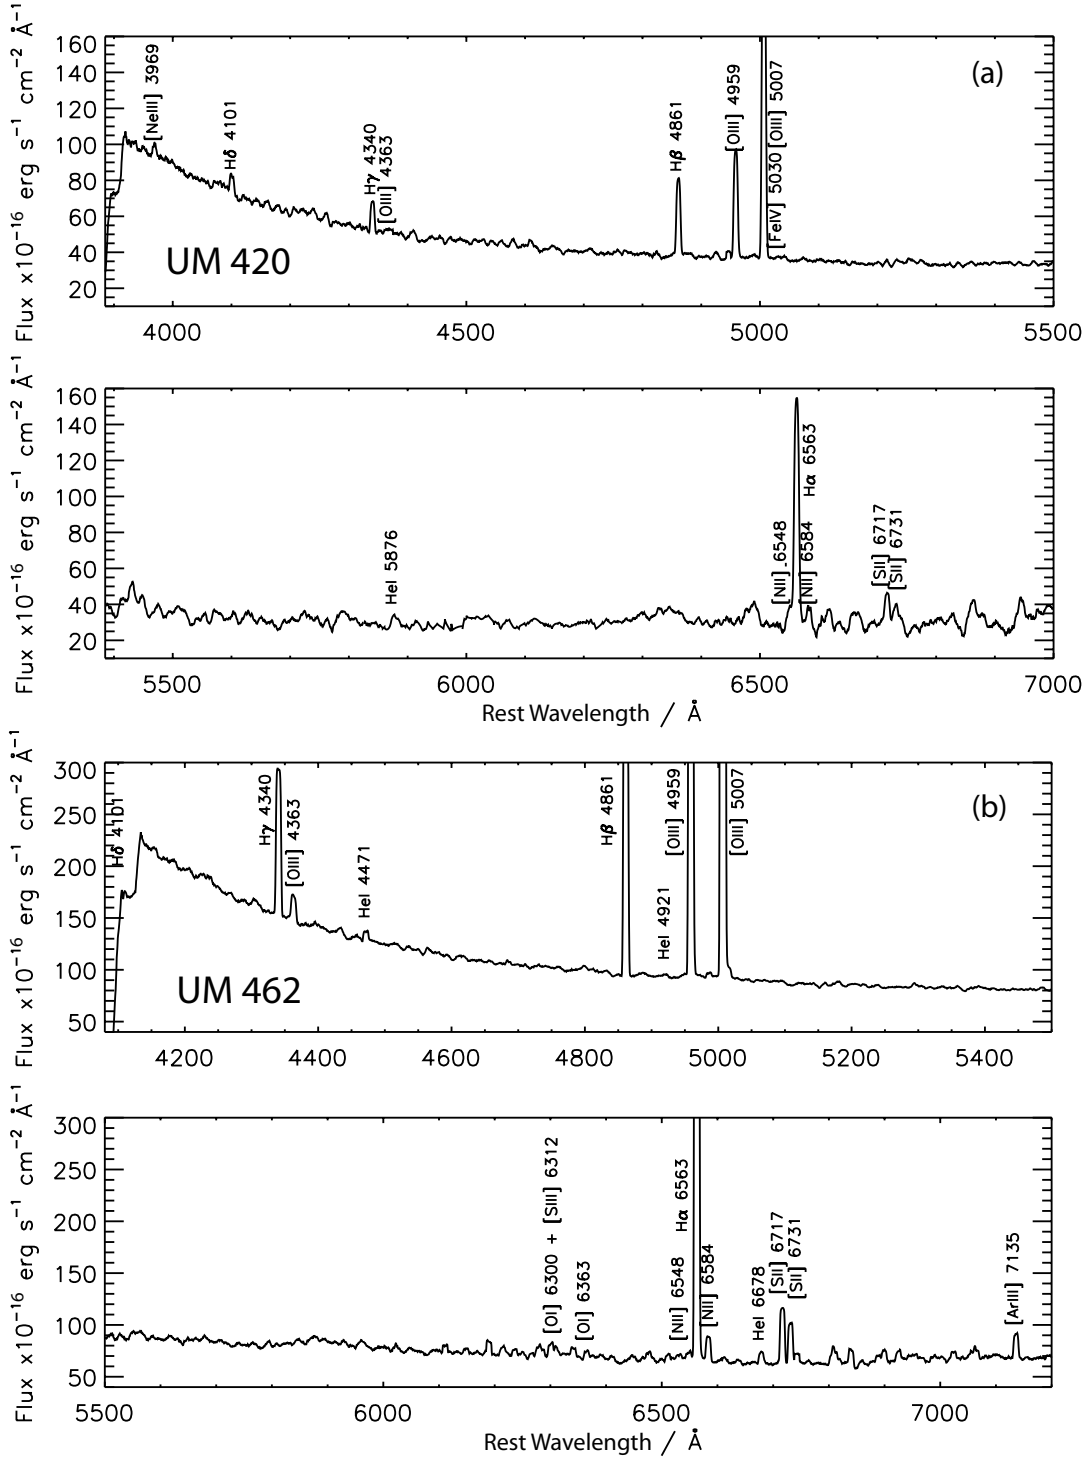 Flux x10⁻¹⁶ erg s⁻¹ cm⁻² Å⁻¹
160
140
120
100
80
60
40
20
[NeIII] 3969
Hδ 4101
Hγ 4340
[OIII] 4363
Hβ 4861
[OIII] 4959
[FeIV] 5030
[OIII] 5007
(a)
UM 420
4000
4500
5000
5500
Flux x10⁻¹⁶ erg s⁻¹ cm⁻² Å⁻¹
160
140
120
100
80
60
40
20
HeI 5876
[NII] 6548
Hα 6563
[NII] 6584
[SII] 6717
[SII] 6731
5500
6000
6500
7000
Rest Wavelength / Å
Flux x10⁻¹⁶ erg s⁻¹ cm⁻² Å⁻¹
300
250
200
150
100
50
Hδ 4101
Hγ 4340
[OIII] 4363
HeI 4471
Hβ 4861
HeI 4921
[OIII] 4959
[OIII] 5007
(b)
UM 462
4200
4400
4600
4800
5000
5200
5400
Flux x10⁻¹⁶ erg s⁻¹ cm⁻² Å⁻¹
300
250
200
150
100
50
[OI] 6300 + [SIII] 6312
[OI] 6363
[NII] 6548
Hα 6563
[NII] 6584
HeI 6678
[SII] 6717
[SII] 6731
[ArIII] 7135
5500
6000
6500
7000
Rest Wavelength / Å